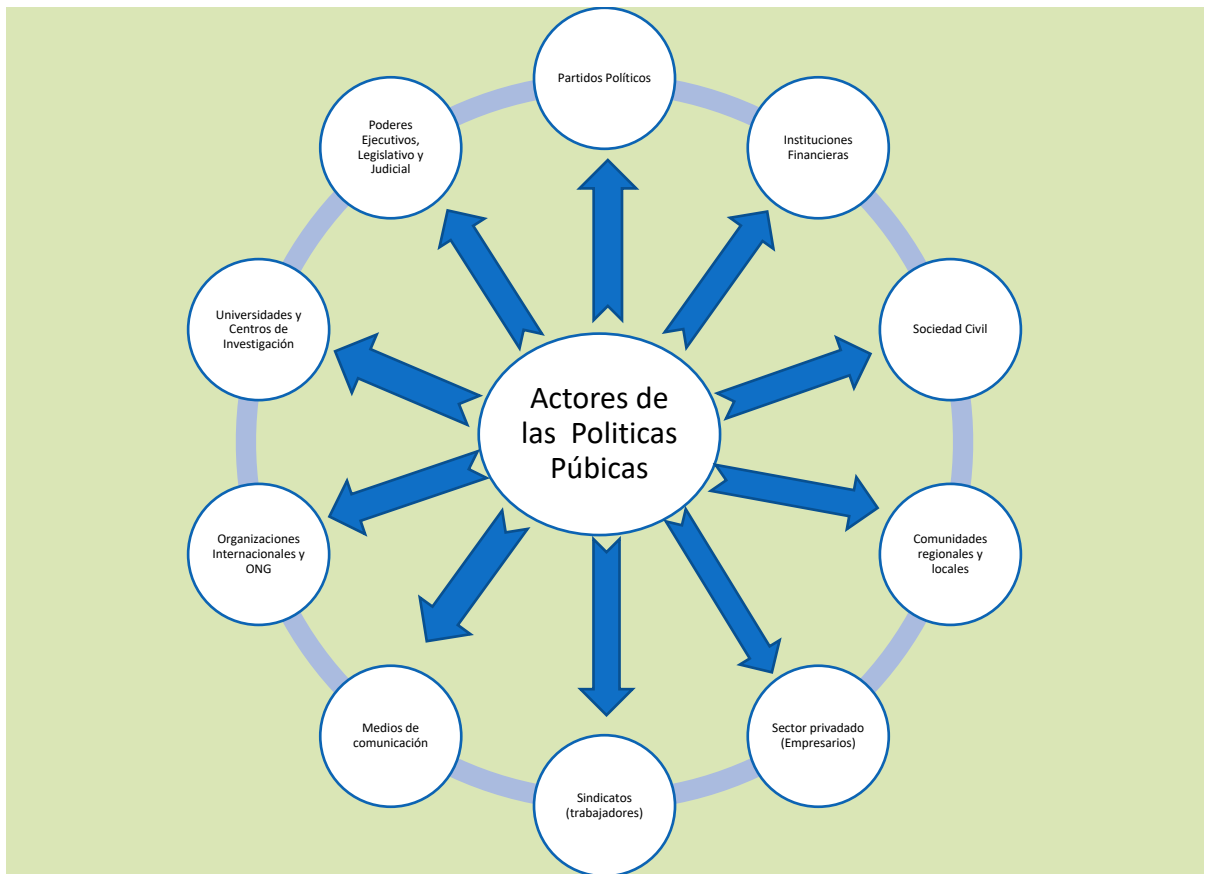 Partidos Políticos
Instituciones
Financieras
Sociedad Civil
Comunidades
regionales y
locales
Sector privadado
(Empresarios)
Sindicatos
(trabajadores)
Medios de
comunicación
Organizaciones
Internacionales y
ONG
Universidades y
Centros de
Investigación
Poderes
Ejecutivos,
Legislativo y
Judicial
Actores de
las Politicas
Púbicas